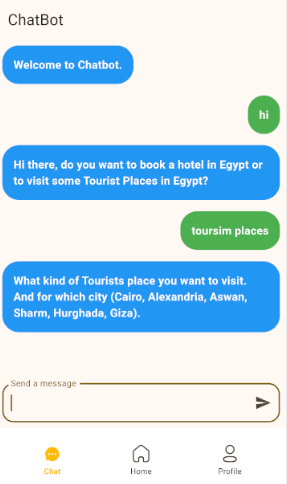 ChatBot
Welcome to Chatbot.
hi
Hi there, do you want to book a hotel in Egypt or
to visit some Tourist Places in Egypt?
toursim places
What kind of Tourists place you want to visit.
And for which city (Cairo, Alexandria, Aswan,
Sharm, Hurghada, Giza).
Send a message
Chat
Home
Profile